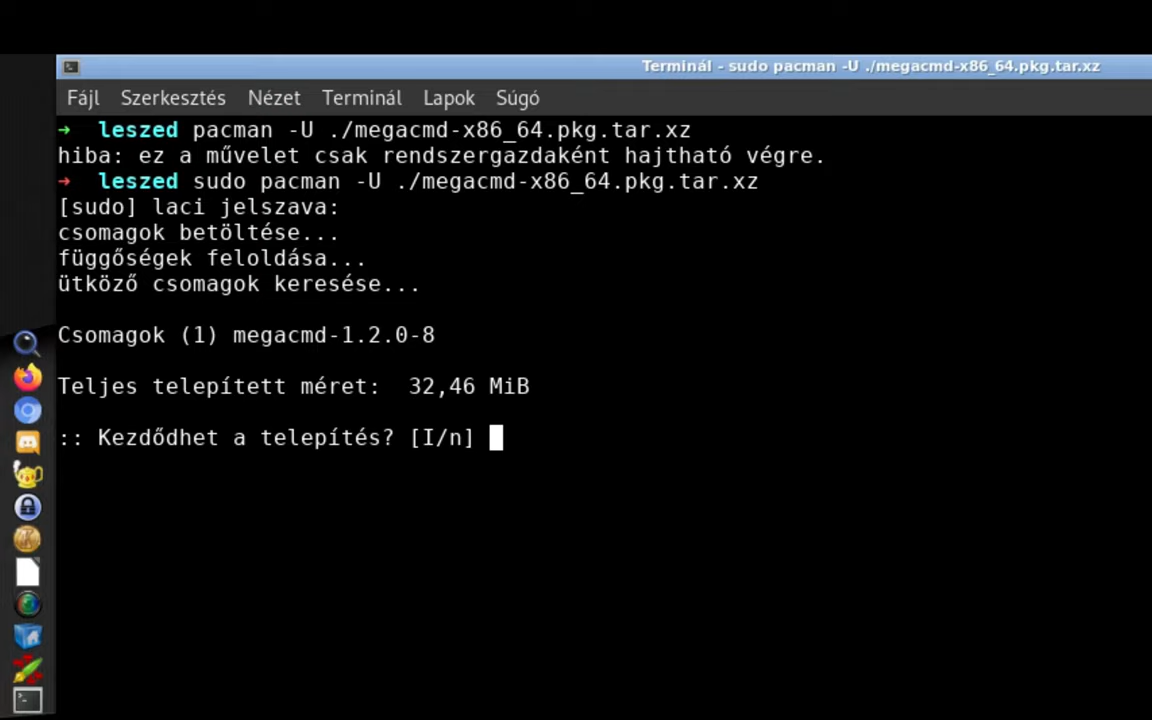 Terminál - sudo pacman -U ./megacmd-x86_64.pkg.tar.xz
Fájl Szerkesztés Nézet Terminál Lapok Súgó
➜ leszed pacman -U ./megacmd-x86_64.pkg.tar.xz
hiba: ez a művelet csak rendszergazdaként hajtható végre.
➜ leszed sudo pacman -U ./megacmd-x86_64.pkg.tar.xz
[sudo] laci jelszava:
csomagok betöltése...
függőségek feloldása...
ütköző csomagok keresése...
Csomagok (1) megacmd-1.2.0-8
Teljes telepített méret: 32,46 MiB
:: Kezdődhet a telepítés? [I/n]